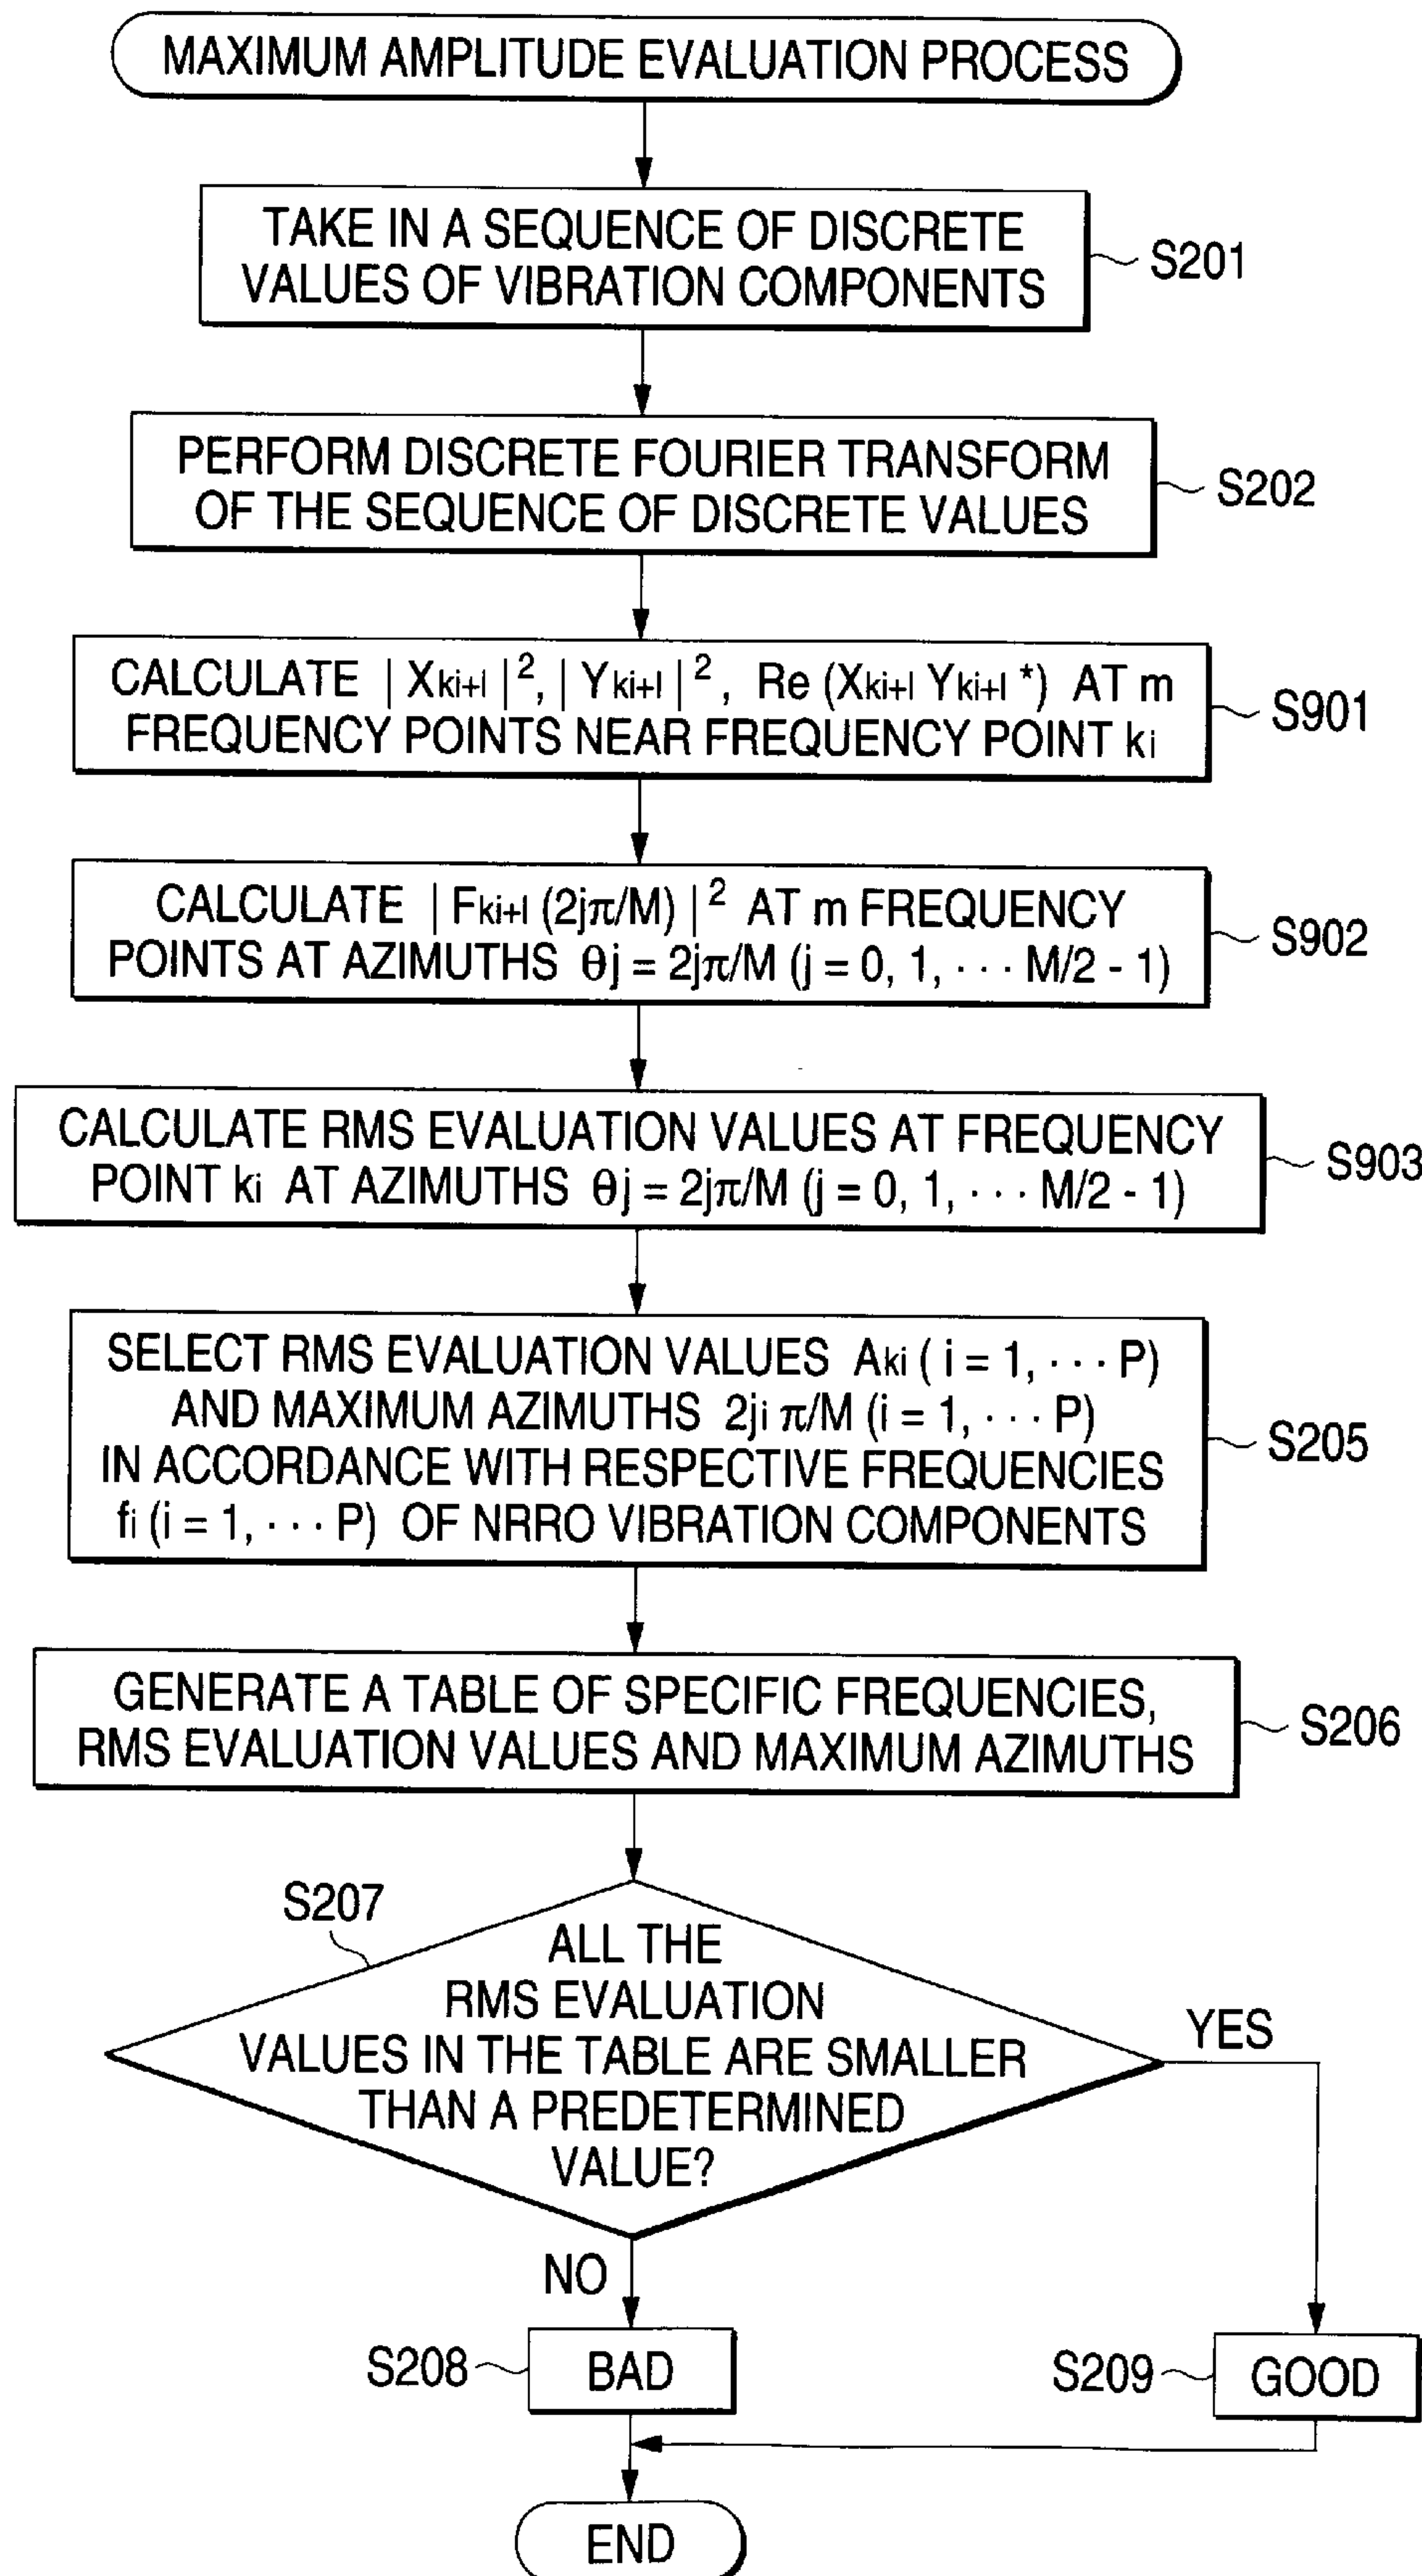 MAXIMUM AMPLITUDE EVALUATION PROCESS
TAKE IN A SEQUENCE OF DISCRETE
VALUES OF VIBRATION COMPONENTS
S201
PERFORM DISCRETE FOURIER TRANSFORM
OF THE SEQUENCE OF DISCRETE VALUES
S202
CALCULATE | Xki+l |², | Yki+l |², Re (Xki+l Yki+l *) AT m
FREQUENCY POINTS NEAR FREQUENCY POINT ki
S901
CALCULATE | Fki+l (2jπ/M) |² AT m FREQUENCY
POINTS AT AZIMUTHS θj = 2jπ/M (j = 0, 1, · · · M/2 - 1)
S902
CALCULATE RMS EVALUATION VALUES AT FREQUENCY
POINT ki AT AZIMUTHS θj = 2jπ/M (j = 0, 1, · · · M/2 - 1)
S903
SELECT RMS EVALUATION VALUES Aki ( i = 1, · · · P)
AND MAXIMUM AZIMUTHS 2ji π/M (i = 1, · · · P)
IN ACCORDANCE WITH RESPECTIVE FREQUENCIES
fi (i = 1, · · · P) OF NRRO VIBRATION COMPONENTS
S205
GENERATE A TABLE OF SPECIFIC FREQUENCIES,
RMS EVALUATION VALUES AND MAXIMUM AZIMUTHS
S206
S207
ALL THE
RMS EVALUATION
VALUES IN THE TABLE ARE SMALLER
THAN A PREDETERMINED
VALUE?
YES
NO
S208
BAD
S209
GOOD
END